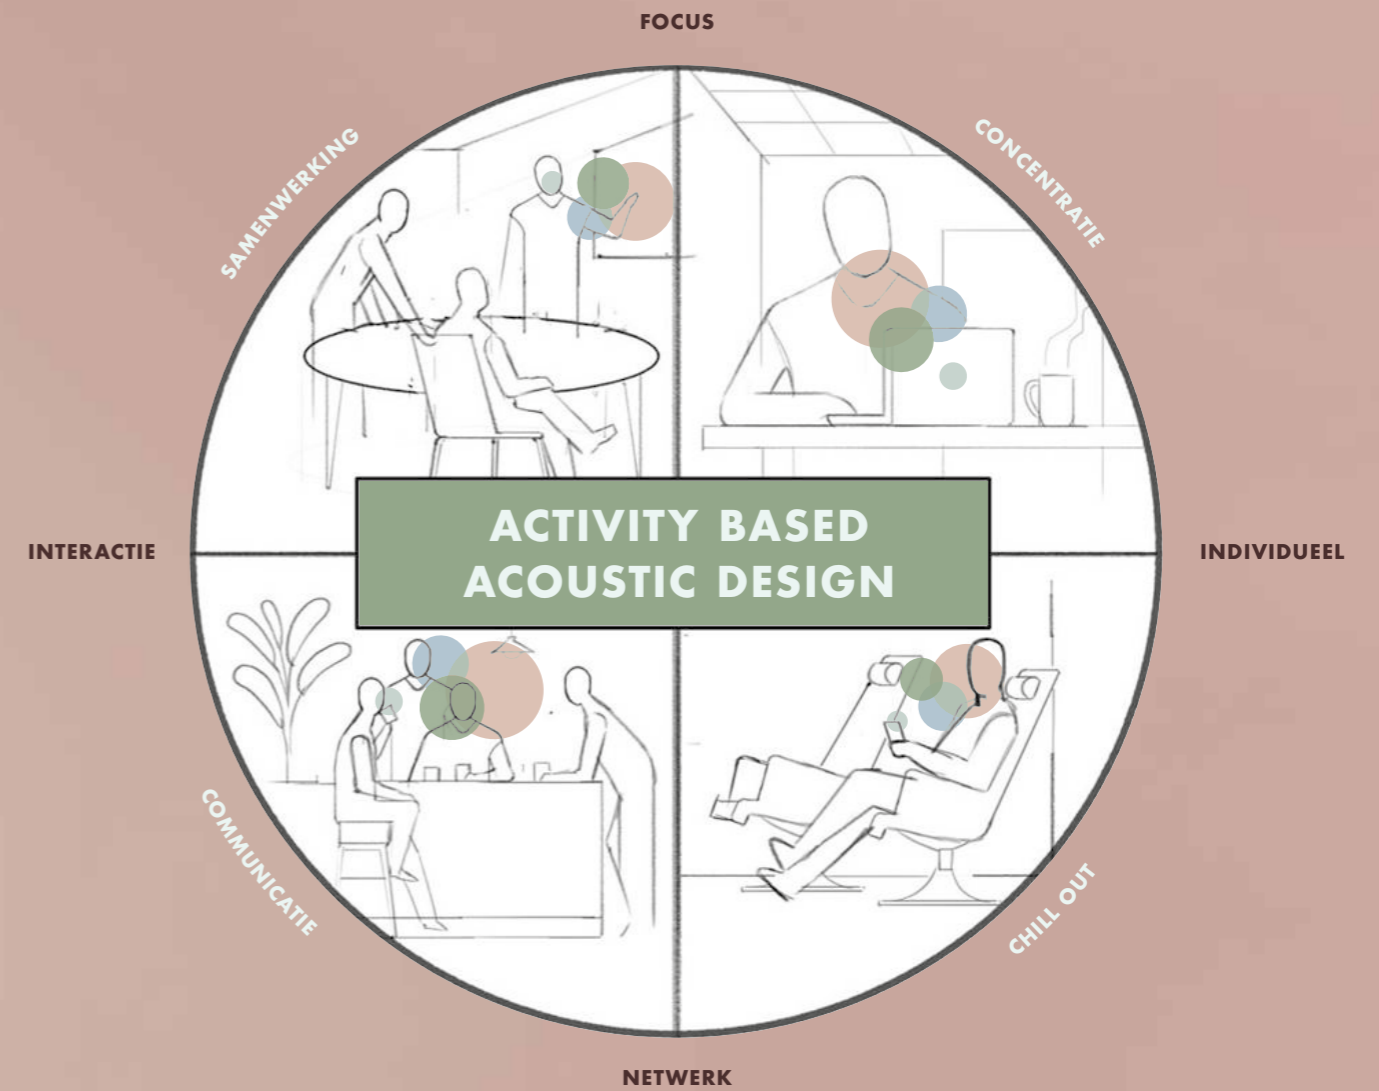 FOCUS
SAMENWERKING
CONCENTRATIE
ACTIVITY BASED
ACOUSTIC DESIGN
INTERACTIE
INDIVIDUEEL
COMMUNICATIE
CHILL OUT
NETWERK